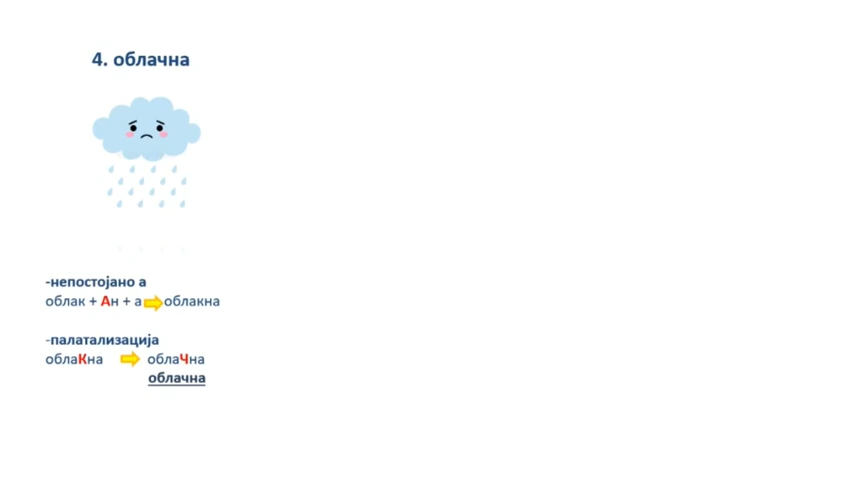 4. облачна
-непостојано а
облак + Ан + а облакна
-палатализација
облаКна облаЧна
облачна